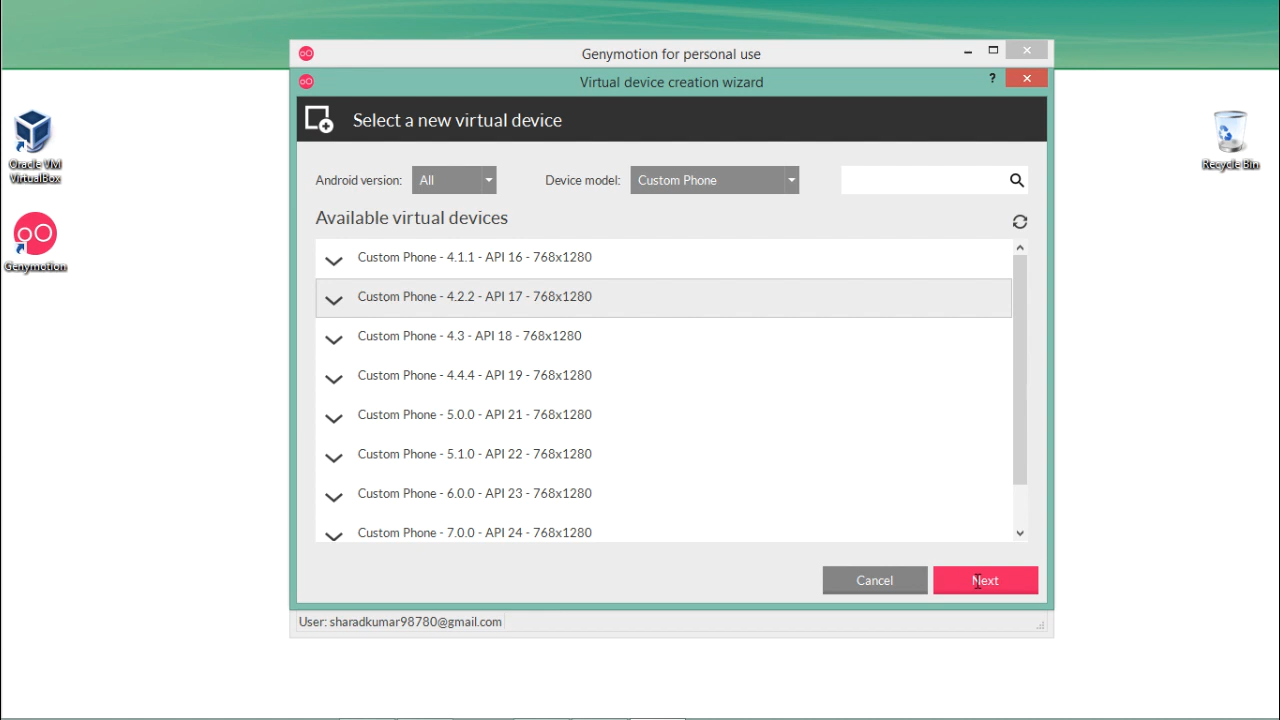 Genymotion for personal use
Virtual device creation wizard
?
Select a new virtual device
Android version: All Device model: Custom Phone
Available virtual devices
Custom Phone - 4.1.1 - API 16 - 768x1280
Custom Phone - 4.2.2 - API 17 - 768x1280
Custom Phone - 4.3 - API 18 - 768x1280
Custom Phone - 4.4.4 - API 19 - 768x1280
Custom Phone - 5.0.0 - API 21 - 768x1280
Custom Phone - 5.1.0 - API 22 - 768x1280
Custom Phone - 6.0.0 - API 23 - 768x1280
Custom Phone - 7.0.0 - API 24 - 768x1280
Cancel Next
User: sharadkumar98780@gmail.com
Oracle VM
VirtualBox
Genymotion
Recycle Bin